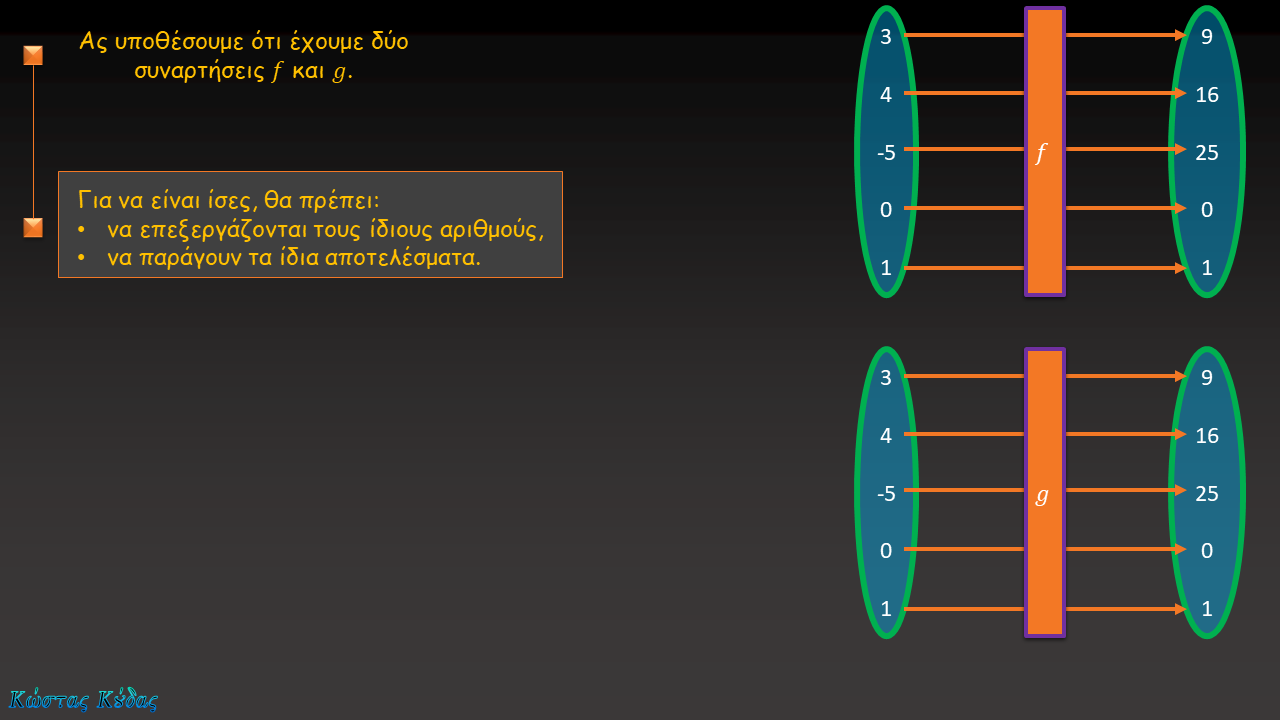 Ας υποθέσουμε ότι έχουμε δύο
συναρτήσεις f και g.
Για να είναι ίσες, θα πρέπει:
• να επεξεργάζονται τους ίδιους αριθμούς,
• να παράγουν τα ίδια αποτελέσματα.
3 9
4 16
-5 f 25
0 0
1 1
3 9
4 16
-5 g 25
0 0
1 1
Κώστας Κύδας